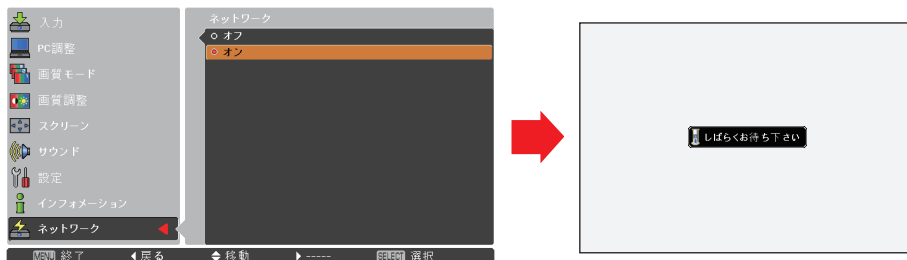 入力
PC調整
画質モード
画質調整
スクリーン
サウンド
設定
インフォメーション
ネットワーク
ネットワーク
オフ
オン
MENU 終了 戻る 移動 ----- SELECT 選択
しばらくお待ち下さい